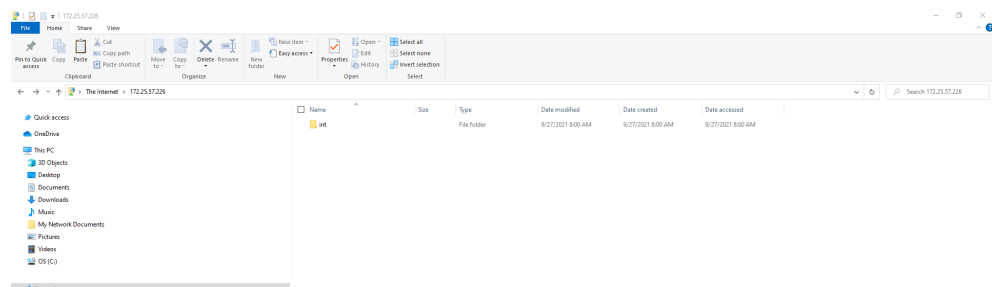 172.25.57.226
File Home Share View
Pin to Quick access
Copy
Paste
Cut
Copy path
Paste shortcut
Clipboard
Move to
Copy to
Delete
Rename
Organize
New folder
New item
Easy access
New
Properties
Open
Edit
History
Open
Select all
Select none
Invert selection
Select
The Internet › 172.25.57.226
Search 172.25.57.226
Name Size Type Date modified Date created Date accessed
int File folder 9/27/2021 8:00 AM 9/27/2021 8:00 AM 9/27/2021 8:00 AM
Quick access
OneDrive
This PC
3D Objects
Desktop
Documents
Downloads
Music
My Network Documents
Pictures
Videos
OS (C:)